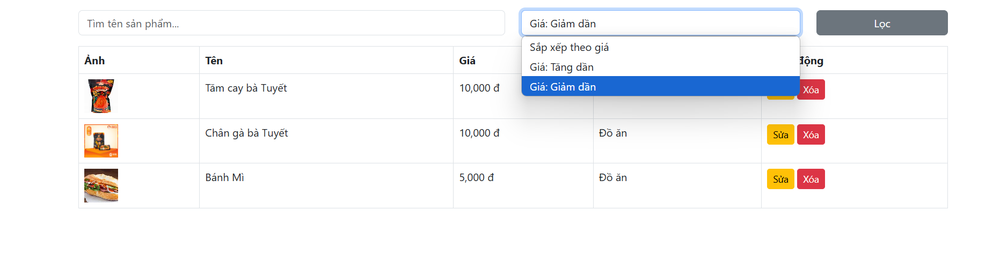 Tìm tên sản phẩm...
Giá: Giảm dần
Lọc
Sắp xếp theo giá
Giá: Tăng dần
Giá: Giảm dần
Ảnh
Tên
Giá
động
Tăm cay bà Tuyết
10,000 đ
Xóa
Chân gà bà Tuyết
10,000 đ
Đồ ăn
Sửa
Xóa
Bánh Mì
5,000 đ
Đồ ăn
Sửa
Xóa